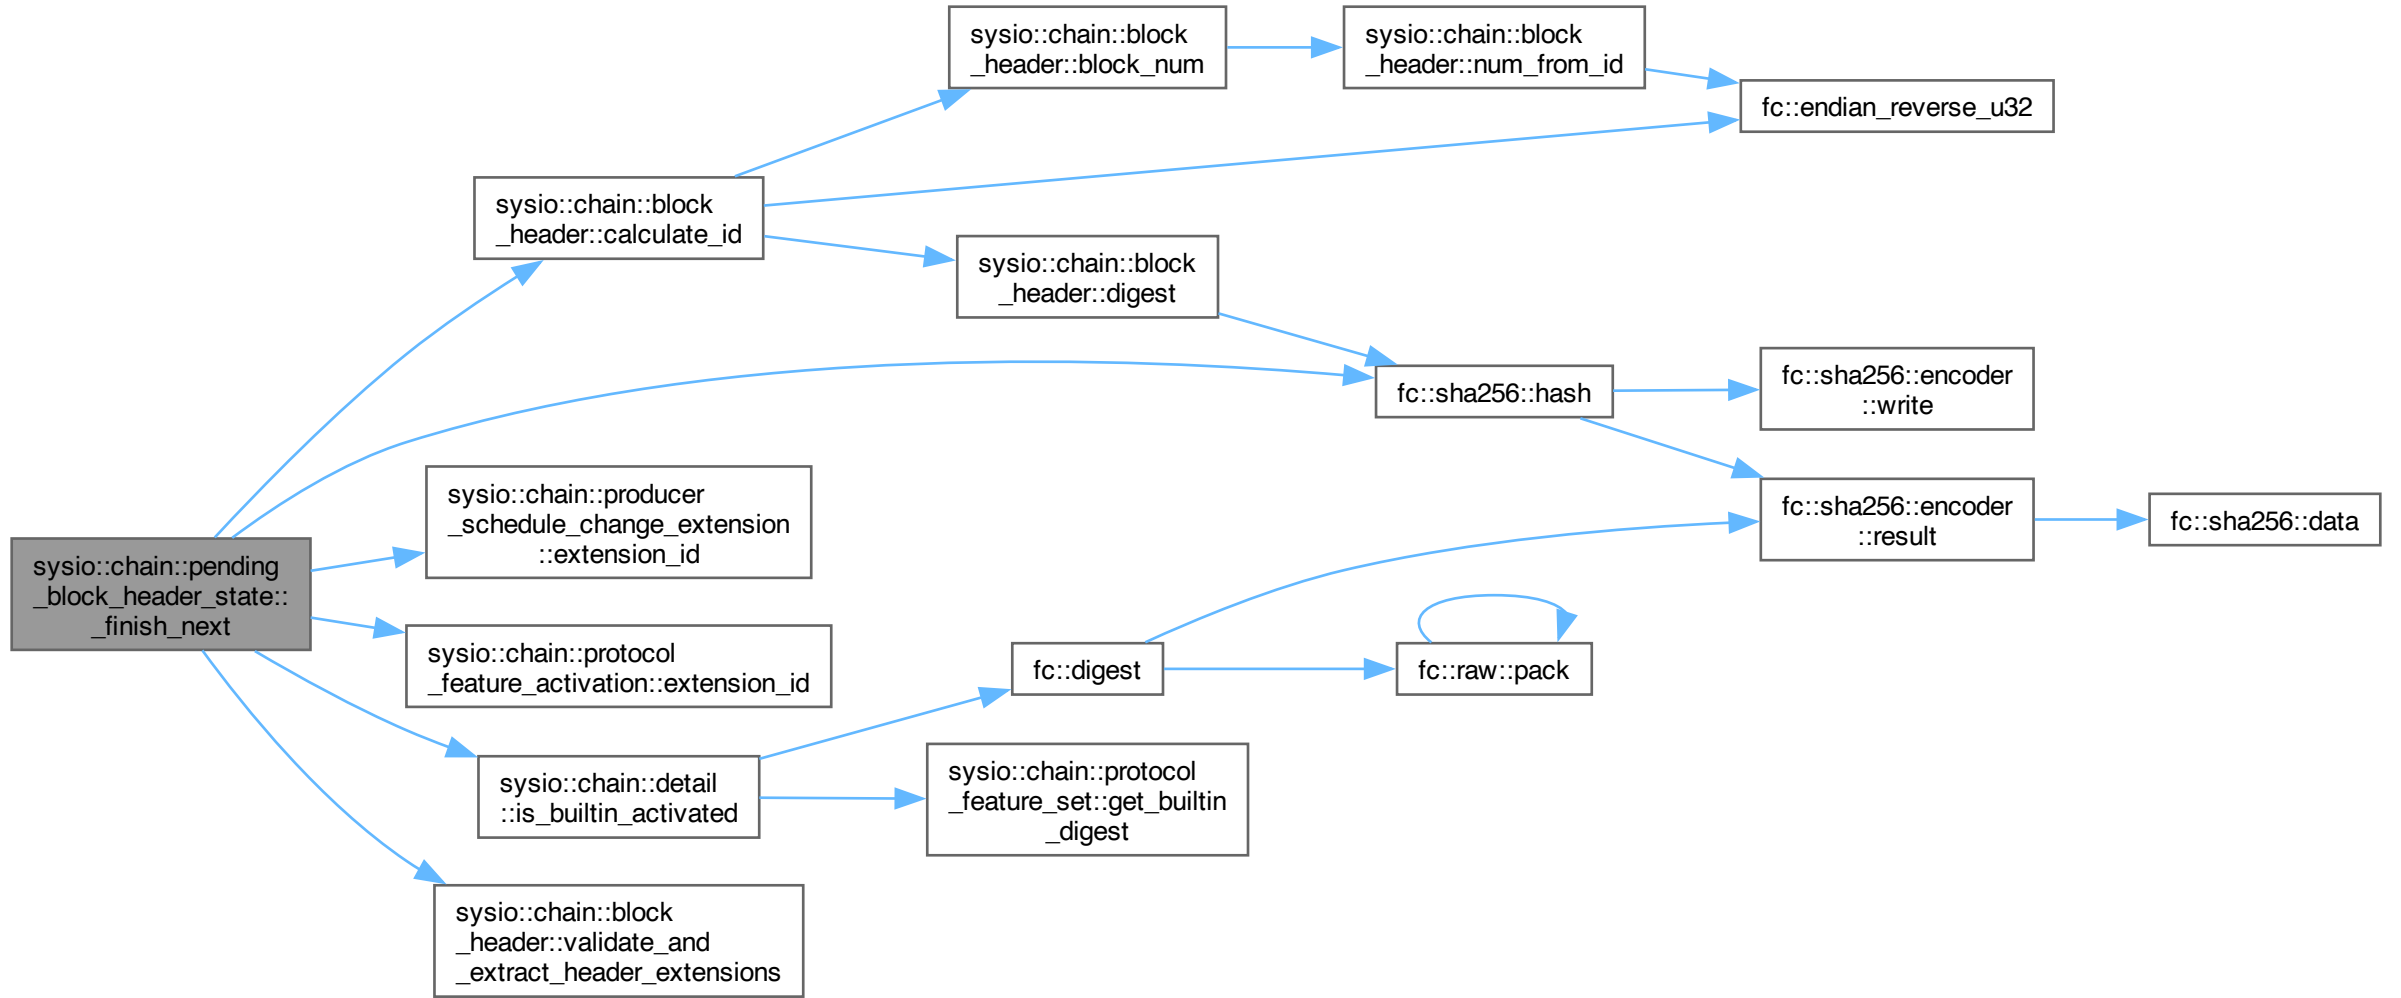 sysio::chain::pending
_block_header_state::
_finish_next
sysio::chain::block
_header::calculate_id
sysio::chain::block
_header::block_num
sysio::chain::block
_header::num_from_id
fc::endian_reverse_u32
sysio::chain::block
_header::digest
fc::sha256::hash
fc::sha256::encoder
::write
fc::sha256::encoder
::result
fc::sha256::data
sysio::chain::producer
_schedule_change_extension
::extension_id
sysio::chain::protocol
_feature_activation::extension_id
sysio::chain::detail
::is_builtin_activated
fc::digest
fc::raw::pack
sysio::chain::protocol
_feature_set::get_builtin
_digest
sysio::chain::block
_header::validate_and
_extract_header_extensions